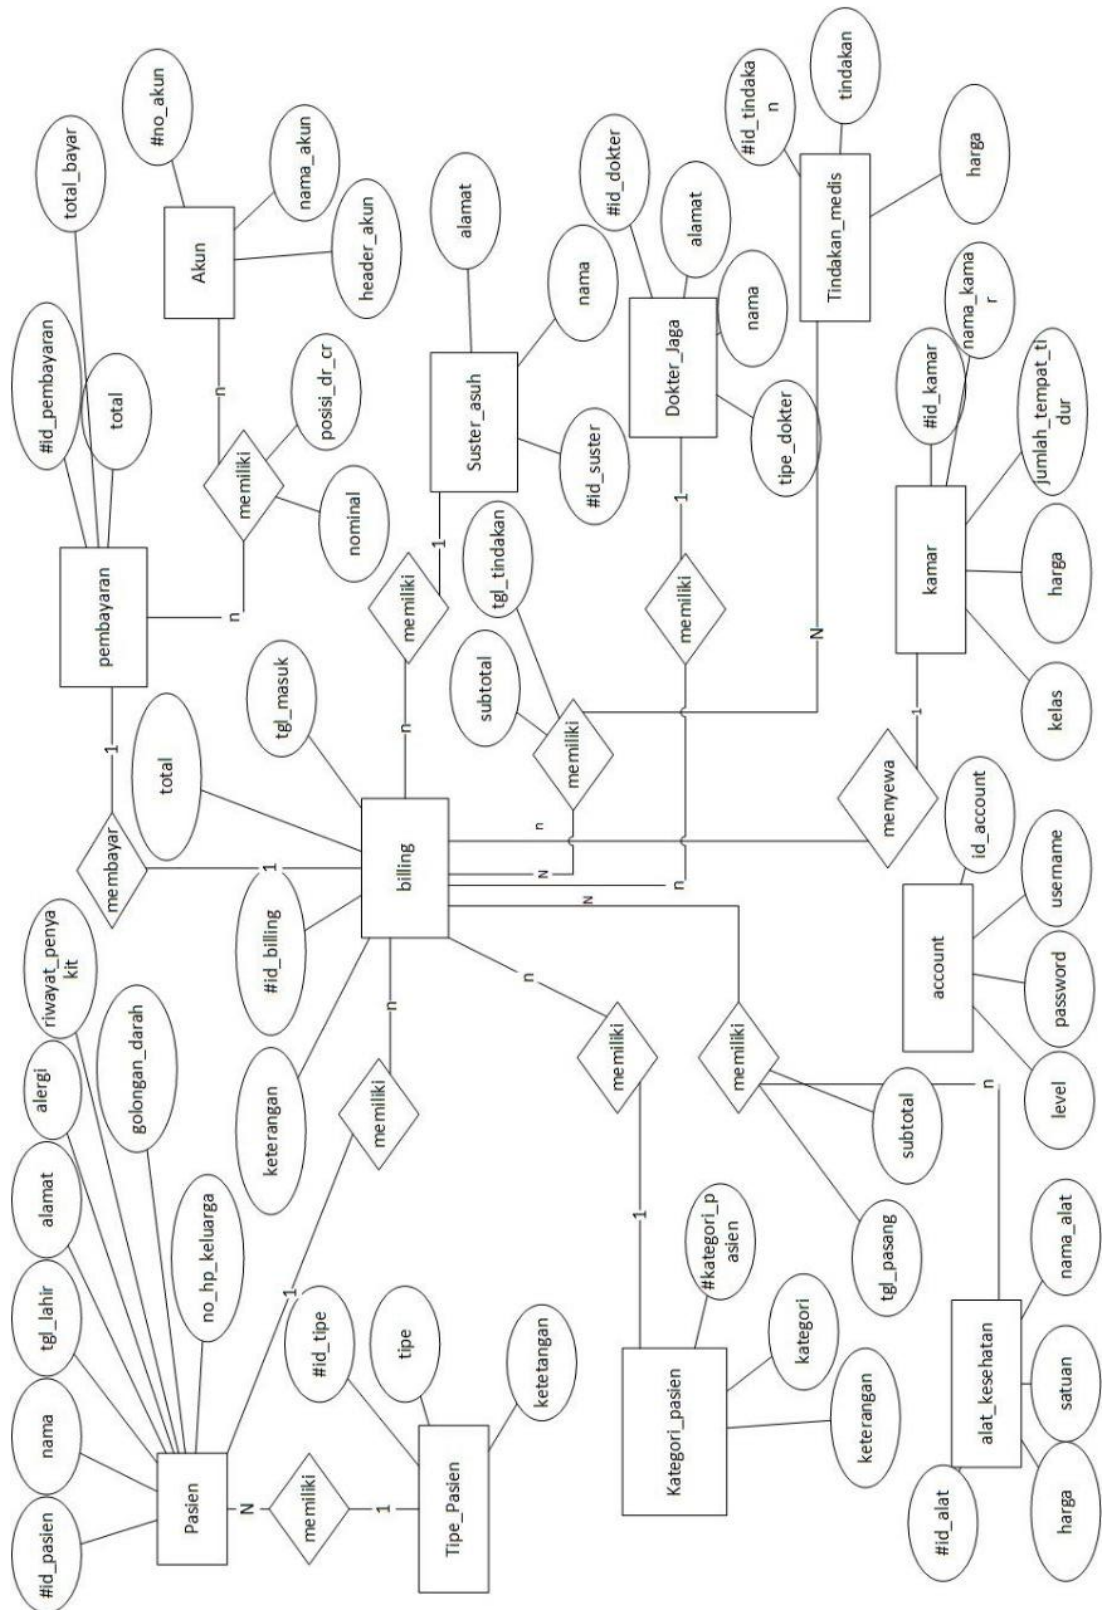 #id_pasien
nama
tgl_lahir
alamat
alergi
riwayat_penya
kit
#id_pembayaran
total_bayar
golongan_darah
membayar
1
pembayaran
total
#no_akun
Pasien
no_hp_keluarga
total
Akun
N
n
memiliki
n
nama_akun
keterangan
#id_billing
1
tgl_masuk
posisi_dr_cr
header_akun
1
memiliki
#id_tipe
nominal
1
memiliki
n
billing
n
memiliki
tipe
1
Tipe_Pasien
ketetangan
Suster_asuh
alamat
subtotal
tgl_tindakan
#id_suster
nama
n
N
n
N
memiliki
n
memiliki
1
memiliki
1
Dokter_Jaga
#id_dokter
alamat
nama
tipe_dokter
Kategori_pasien
#kategori_p
asien
memiliki
kategori
keterangan
tgl_pasang
subtotal
N
Tindakan_medis
#id_tindaka
n
tindakan
harga
menyewa
1
kamar
#id_kamar
nama_kama
r
jumlah_tempat_ti
dur
harga
kelas
n
account
id_account
username
password
level
alat_kesehatan
#id_alat
nama_alat
satuan
harga